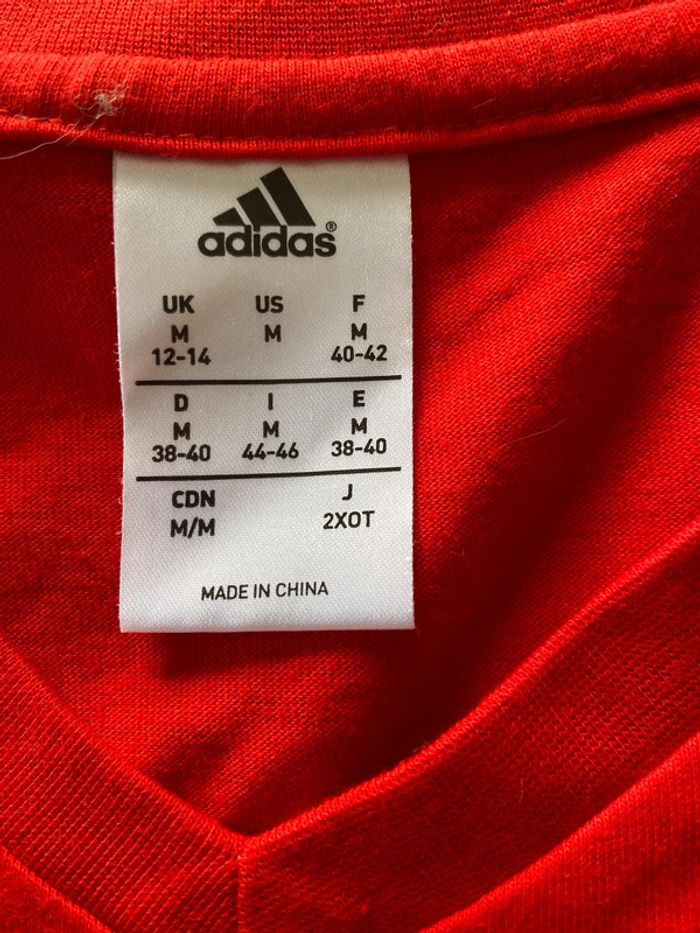 adidas®
UK US F
M M M
12-14 40-42
D I E
M M M
38-40 44-46 38-40
CDN J
M/M 2XOT
MADE IN CHINA